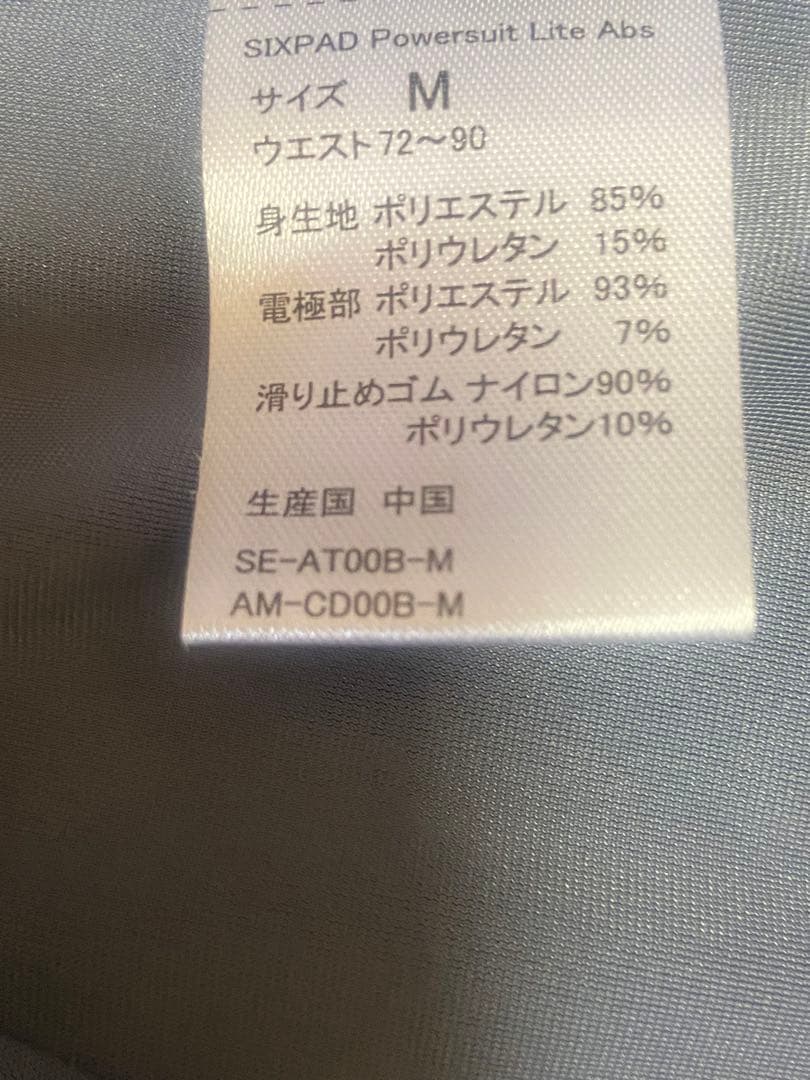 SIXPAD Powersuit Lite Abs
サイズ M
ウエスト72～90
身生地 ポリエステル 85%
ポリウレタン 15%
電極部 ポリエステル 93%
ポリウレタン 7%
滑り止めゴム ナイロン90%
ポリウレタン10%
生産国 中国
SE-AT00B-M
AM-CD00B-M